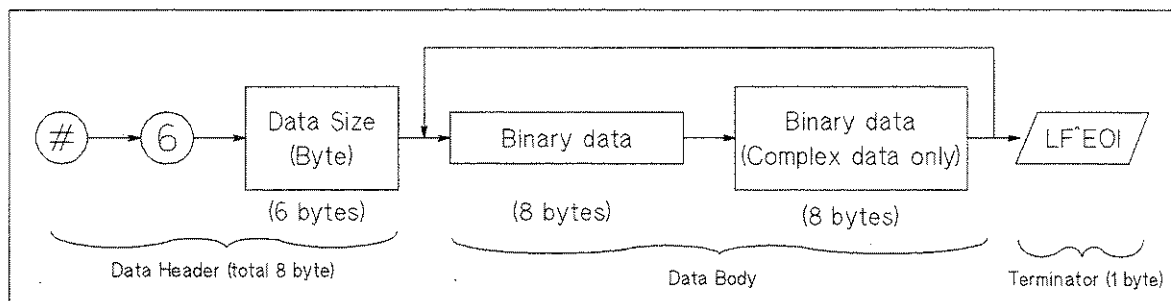 #
6
Data Size
(Byte)
Binary data
Binary data
(Complex data only)
LF^EOI
(6 bytes)
(8 bytes)
(8 bytes)
Data Header (total 8 byte)
Data Body
Terminator (1 byte)